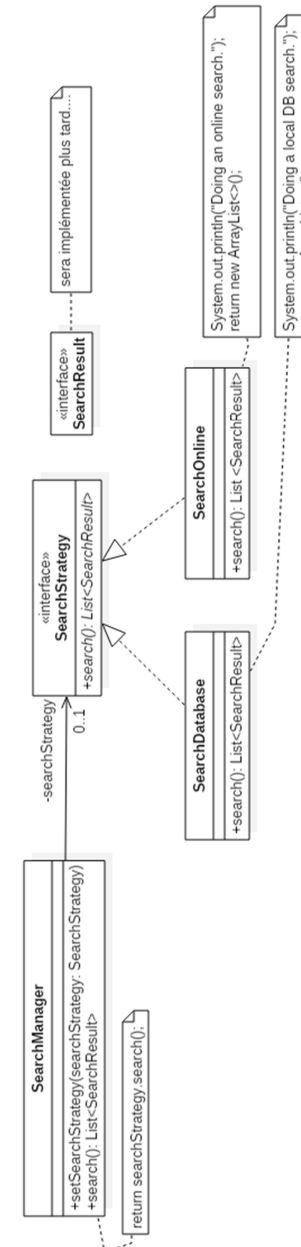 SearchManager
+setSearchStrategy(searchStrategy: SearchStrategy)
+search(): List<SearchResult>
return searchStrategy.search();
-searchStrategy
0..1
«interface»
SearchStrategy
+search(): List<SearchResult>
«interface»
SearchResult
sera implémentée plus tard....
SearchDatabase
+search(): List<SearchResult>
SearchOnline
+search(): List <SearchResult>
System.out.println("Doing an online search.");
return new ArrayList<>();
System.out.println("Doing a local DB search.");